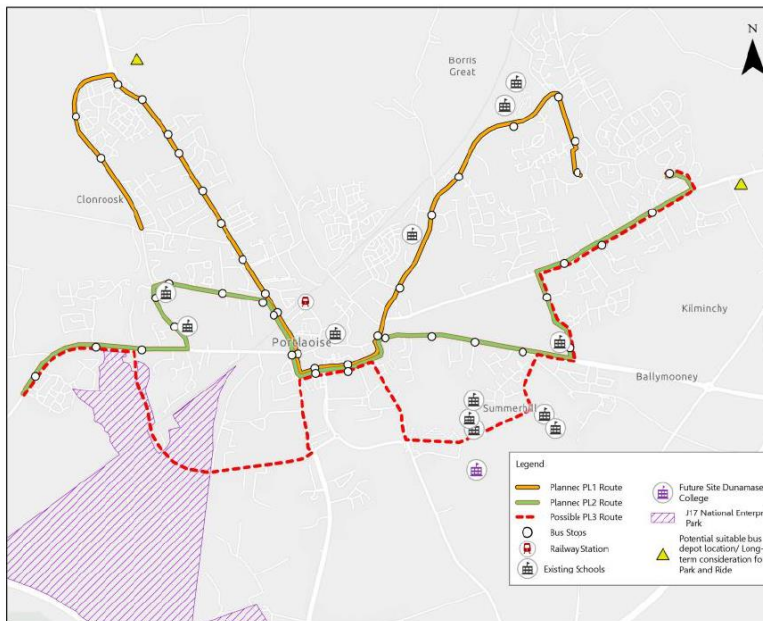 N
Borris
Great
Clonroosk
Portlaoise
Kilminchy
Ballymooney
Summerhill
Legend
Planned PL1 Route
Planned PL2 Route
Possible PL3 Route
Bus Stops
Railway Station
Existing Schools
Future Site Dunamase
College
J17 National Enterpr
Park
Potential suitable bus
depot location/ Long-
term consideration fo
Park and Ride